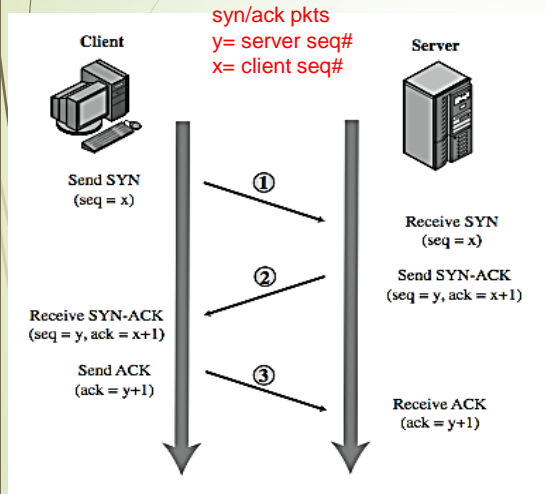 syn/ack pkts
y= server seq#
x= client seq#
Client
Server
Send SYN
(seq = x)
①
Receive SYN
(seq = x)
②
Send SYN-ACK
(seq = y, ack = x+1)
Receive SYN-ACK
(seq = y, ack = x+1)
Send ACK
(ack = y+1)
③
Receive ACK
(ack = y+1)